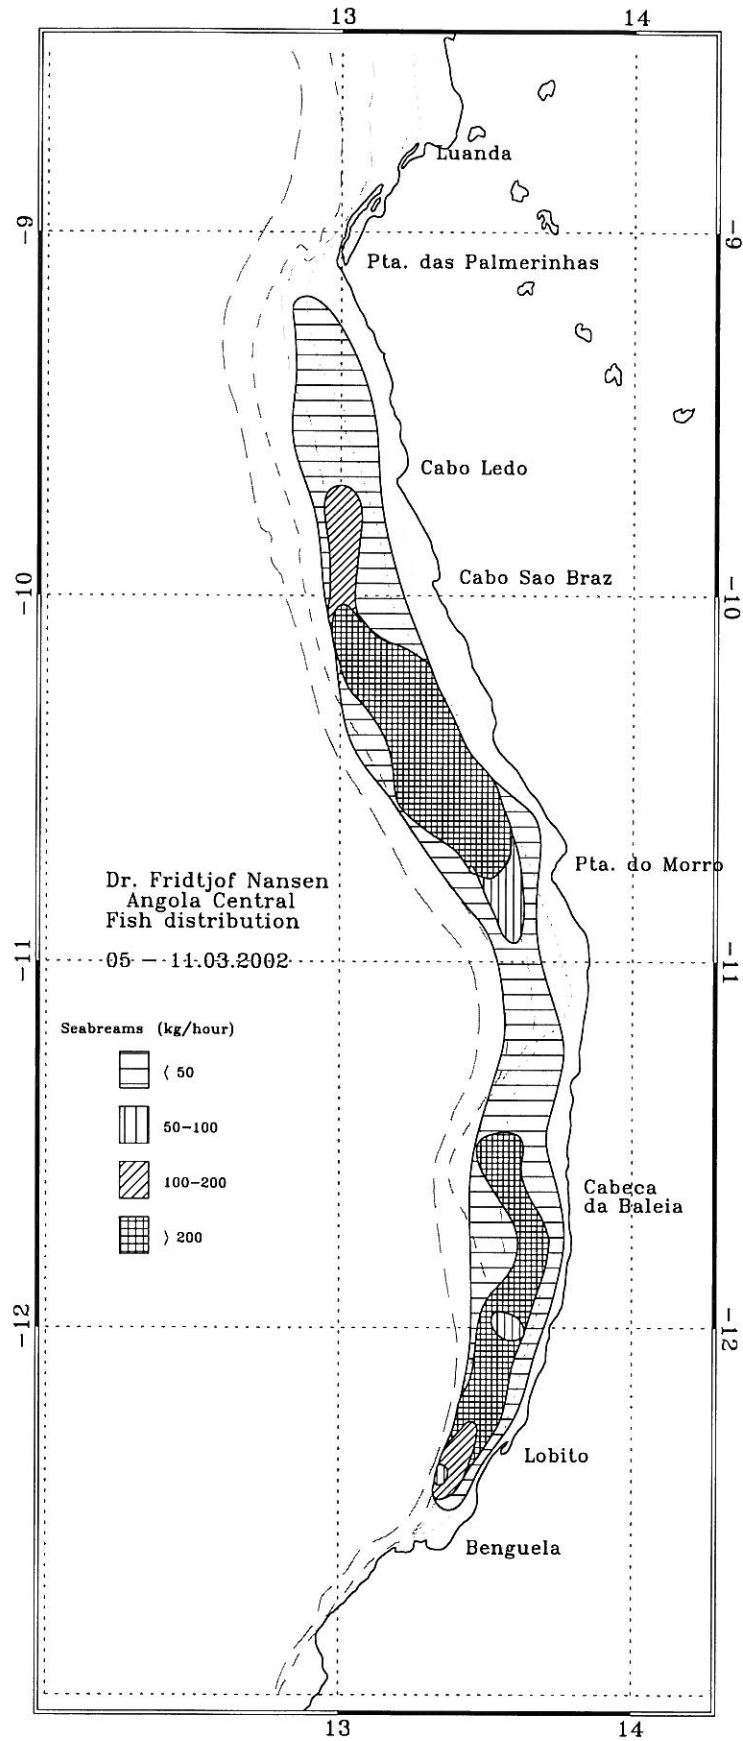 13
14
Luanda
-9
-9
Pta. das Palmerinhas
Cabo Ledo
Cabo Sao Braz
-10
-10
Pta. do Morro
Dr. Fridtjof Nansen
Angola Central
Fish distribution
05 - 11.03.2002
-11
-11
Seabreams (kg/hour)
⟨ 50
50-100
100-200
⟩ 200
Cabeca
da Baleia
-12
-12
Lobito
Benguela
13
14